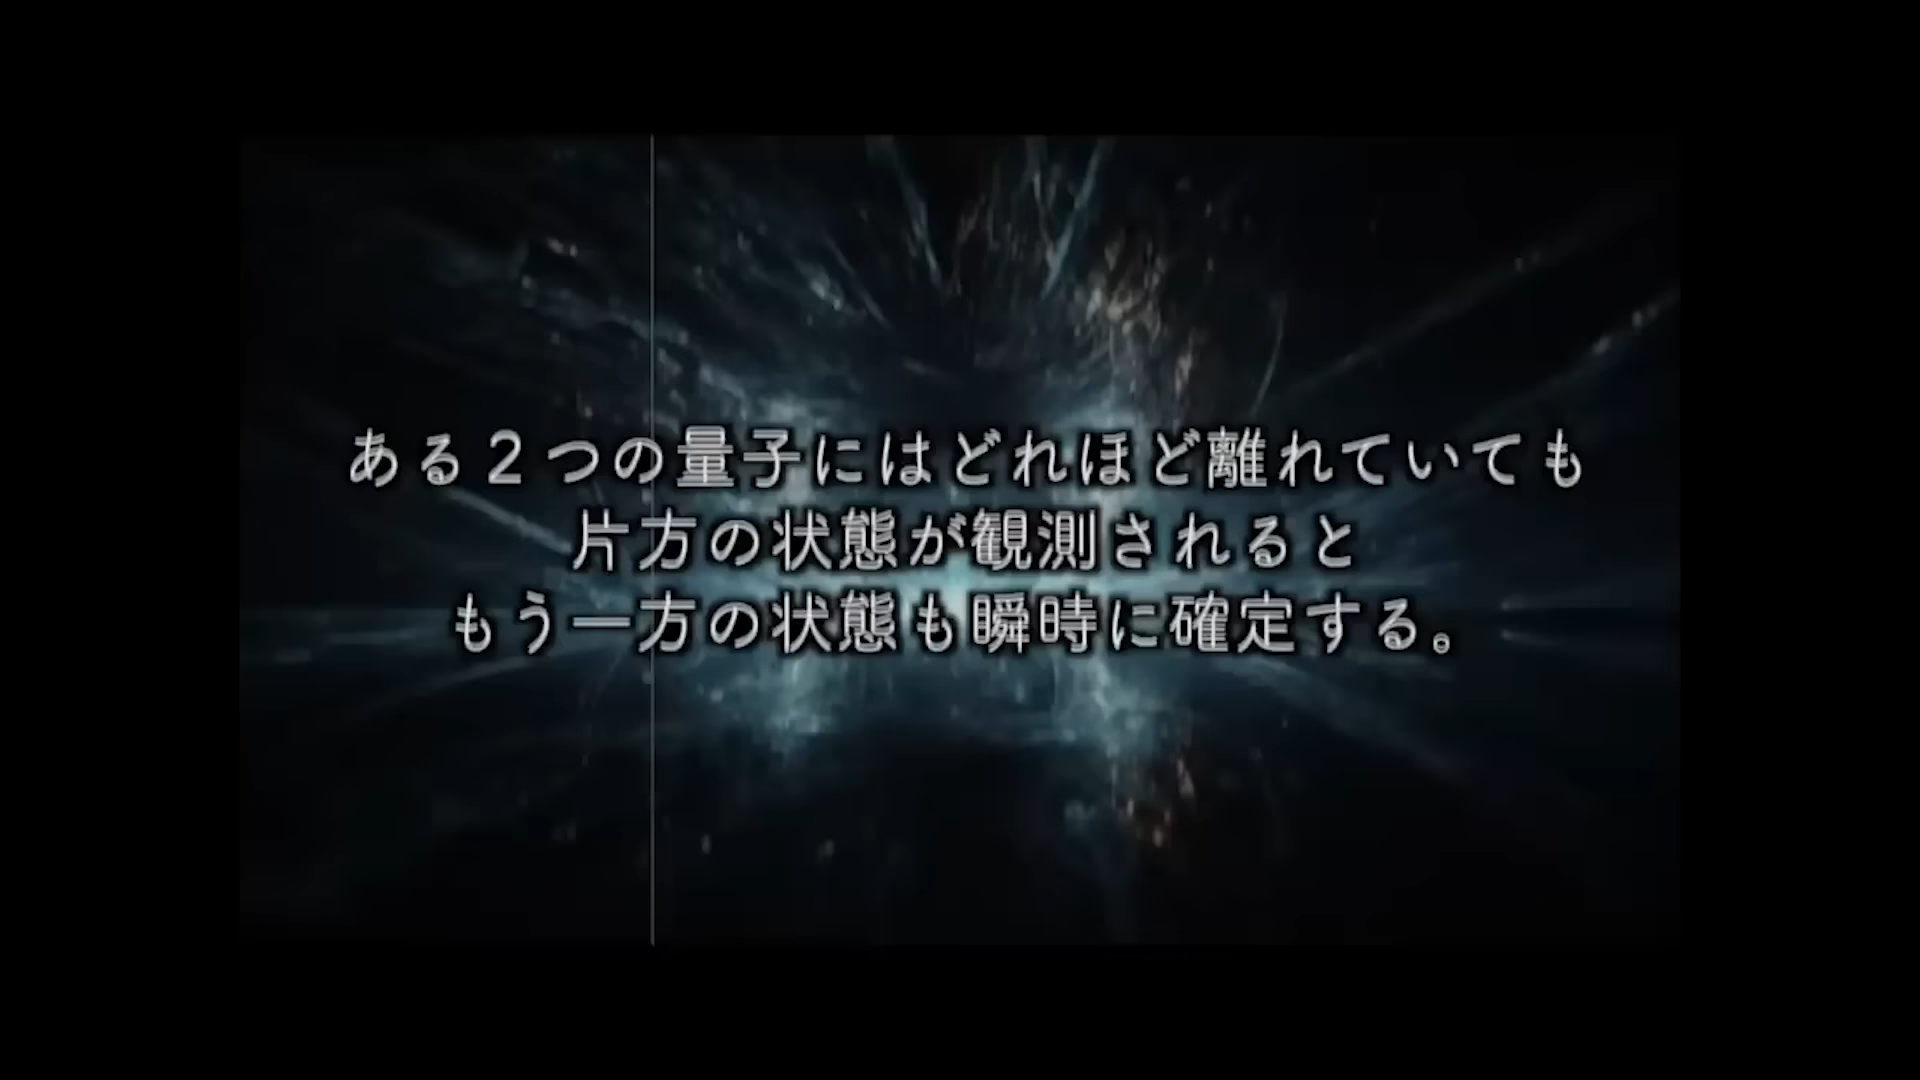 ある２つの量子にはどれほど離れていても
片方の状態が観測されると
もう一方の状態も瞬時に確定する。